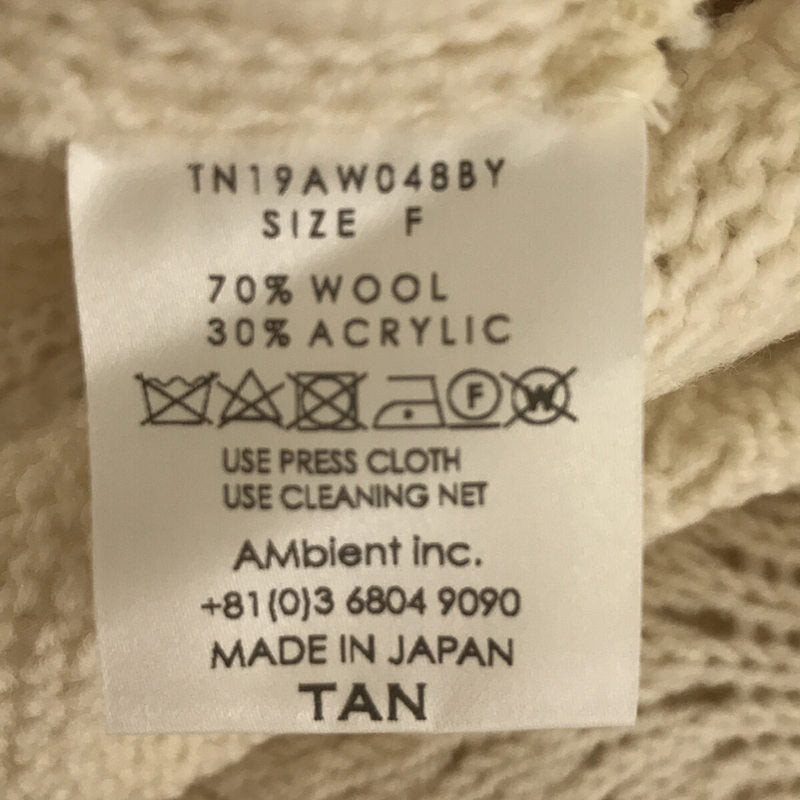 TN19AW048BY
SIZE F
70% WOOL
30% ACRYLIC
F W
USE PRESS CLOTH
USE CLEANING NET
AMbient inc.
+81(0)3 6804 9090
MADE IN JAPAN
TAN